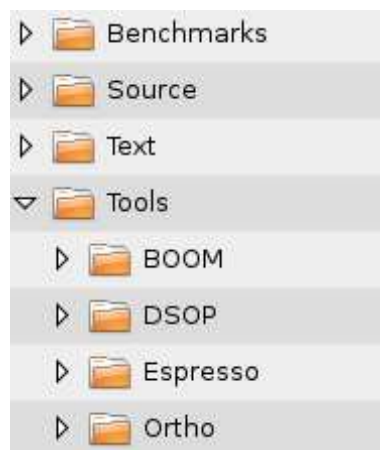 Benchmarks
Source
Text
Tools
BOOM
DSOP
Espresso
Ortho